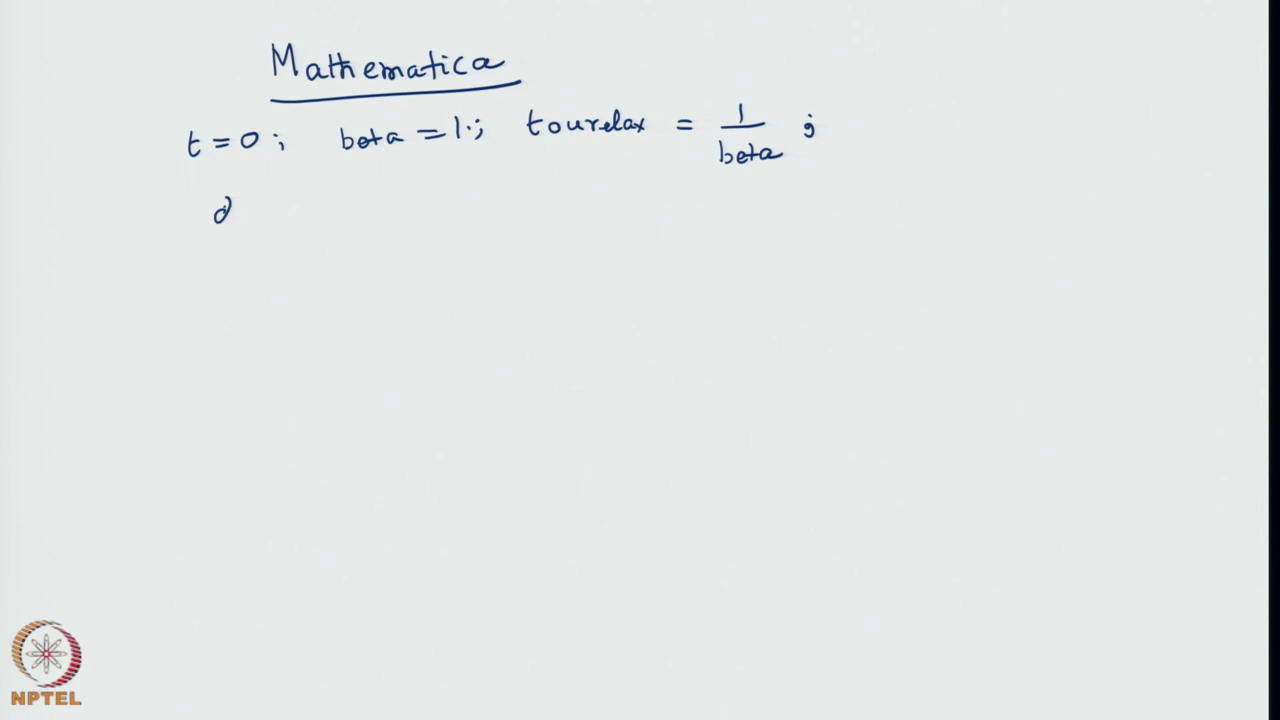 Mathematica
t = 0 ; beta = 1. ; tourelax = 1/beta ;
d
NPTEL